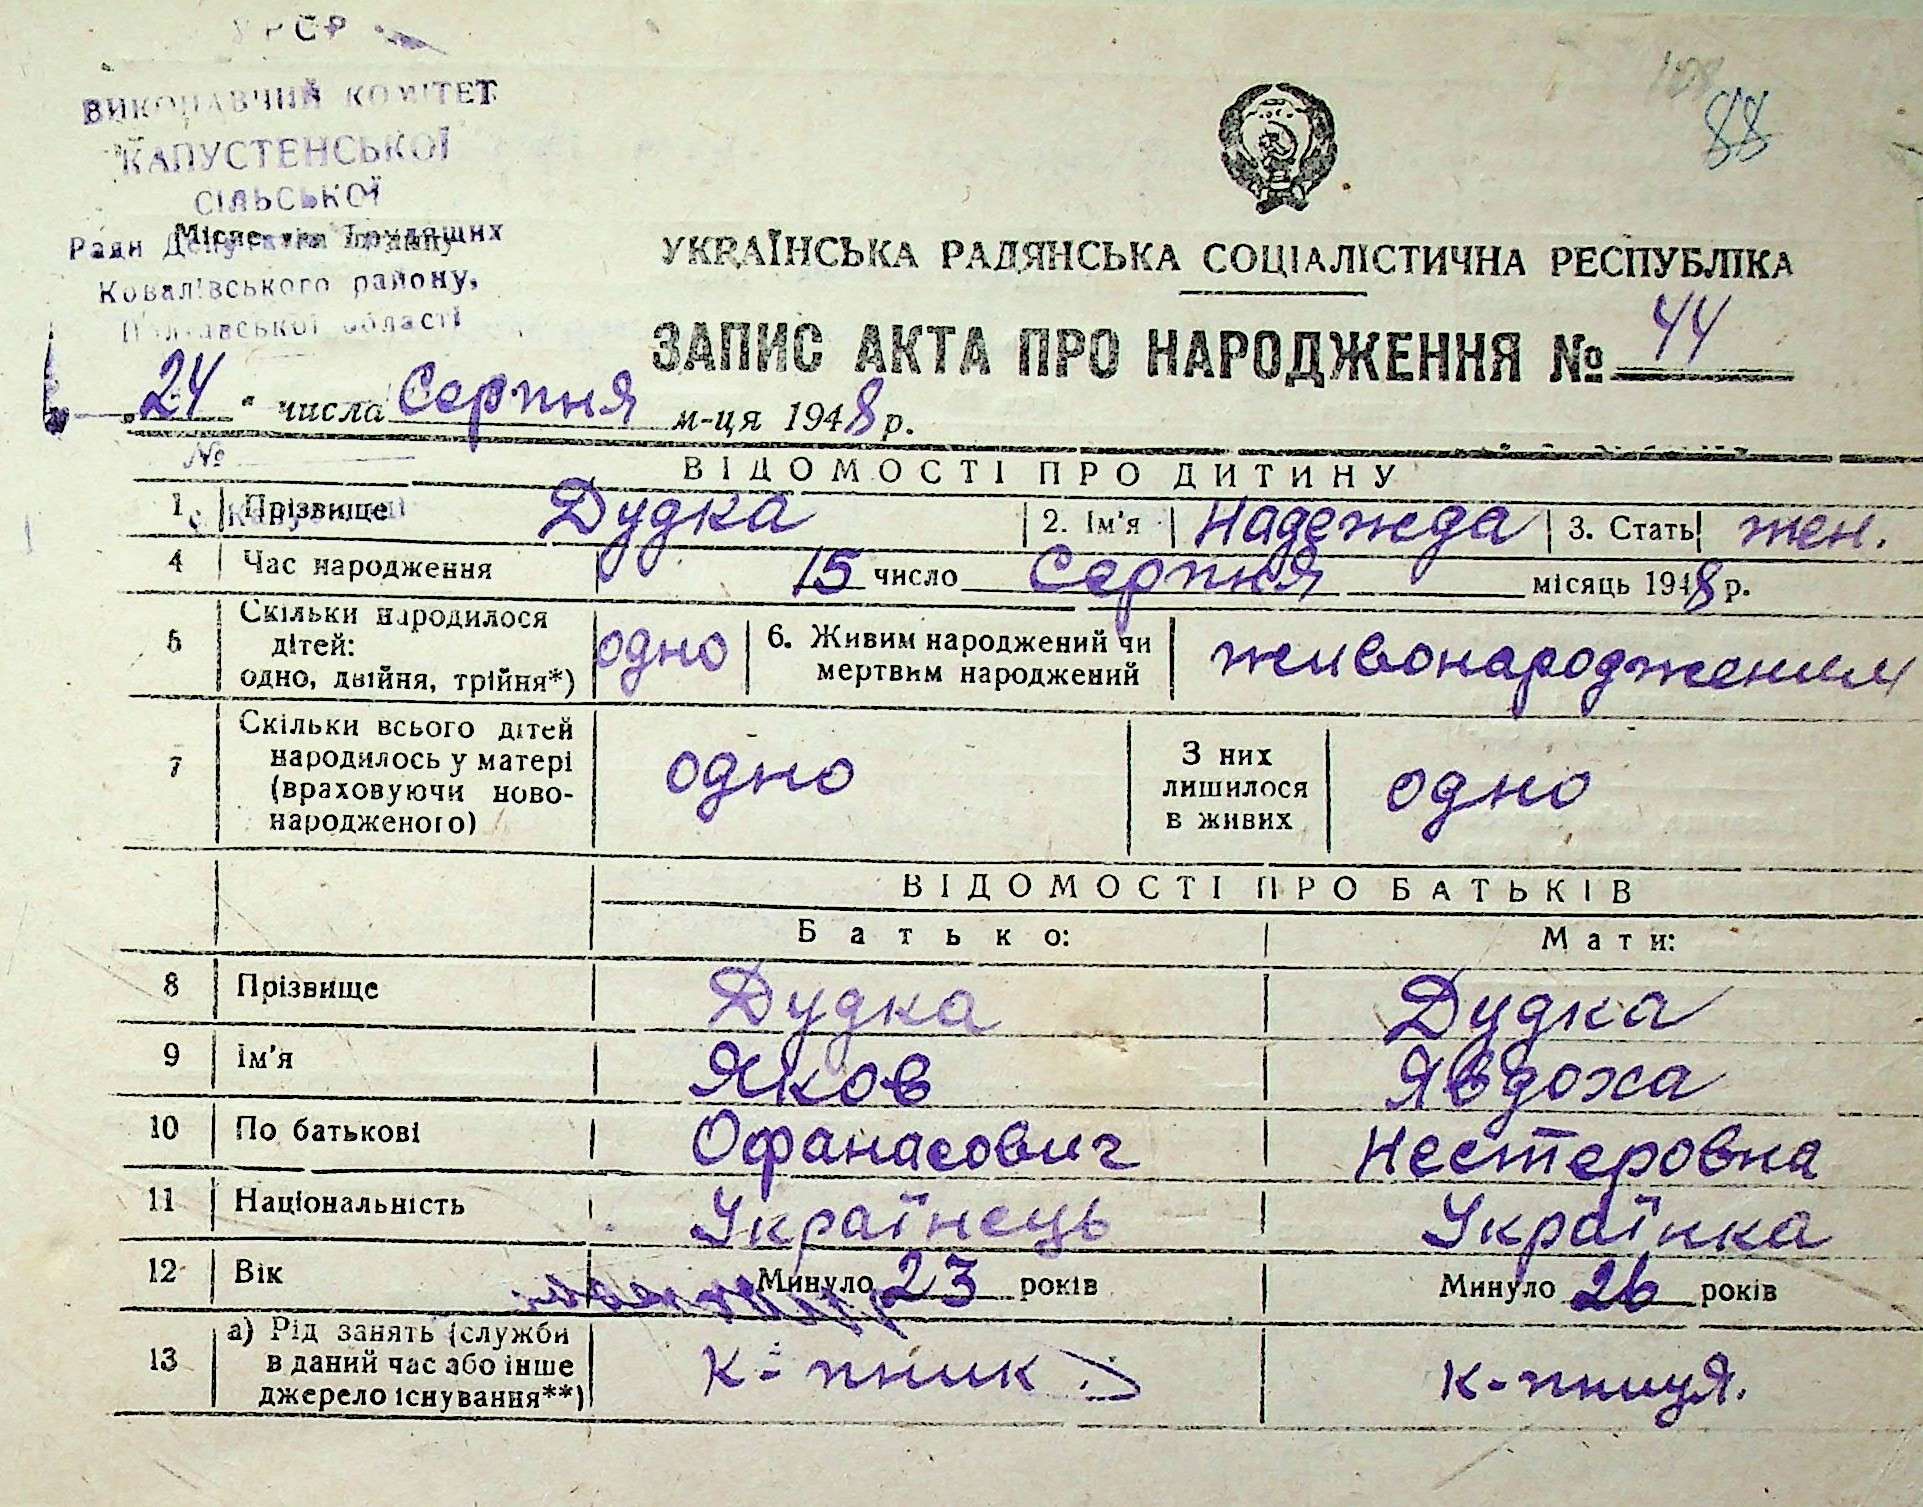 УРСР
ВИКОНАВЧИЙ КОМІТЕТ
КАПУСТЕНСЬКОЇ
СІЛЬСЬКОЇ
Ради Депутатів Трудящих
Ковалівського району,
Полтавської області
№
108
88
УКРАЇНСЬКА РАДЯНСЬКА СОЦІАЛІСТИЧНА РЕСПУБЛІКА
ЗАПИС АКТА ПРО НАРОДЖЕННЯ № 44
„24“ числа Серпня м-ця 1948 р.
ВІДОМОСТІ ПРО ДИТИНУ
1 Прізвище Дудка 2. Ім’я Надежда 3. Стать жен.
4 Час народження 15 число Серпня місяць 1948 р.
5 Скільки народилося дітей: одно, двійня, трійня*) одно 6. Живим народжений чи мертвим народжений живонародженим
7 Скільки всього дітей народилось у матері (враховуючи новонародженого) одно З них лишилося в живих одно
ВІДОМОСТІ ПРО БАТЬКІВ
Батько: Мати:
8 Прізвище Дудка Дудка
9 Ім’я Яков Явдоха
10 По батькові Офанасович Нестеровна
11 Національність Українець Українка
12 Вік Минуло 23 років Минуло 26 років
13 а) Рід занять (служби в даний час або інше джерело існування**) к-пник к-пниця.